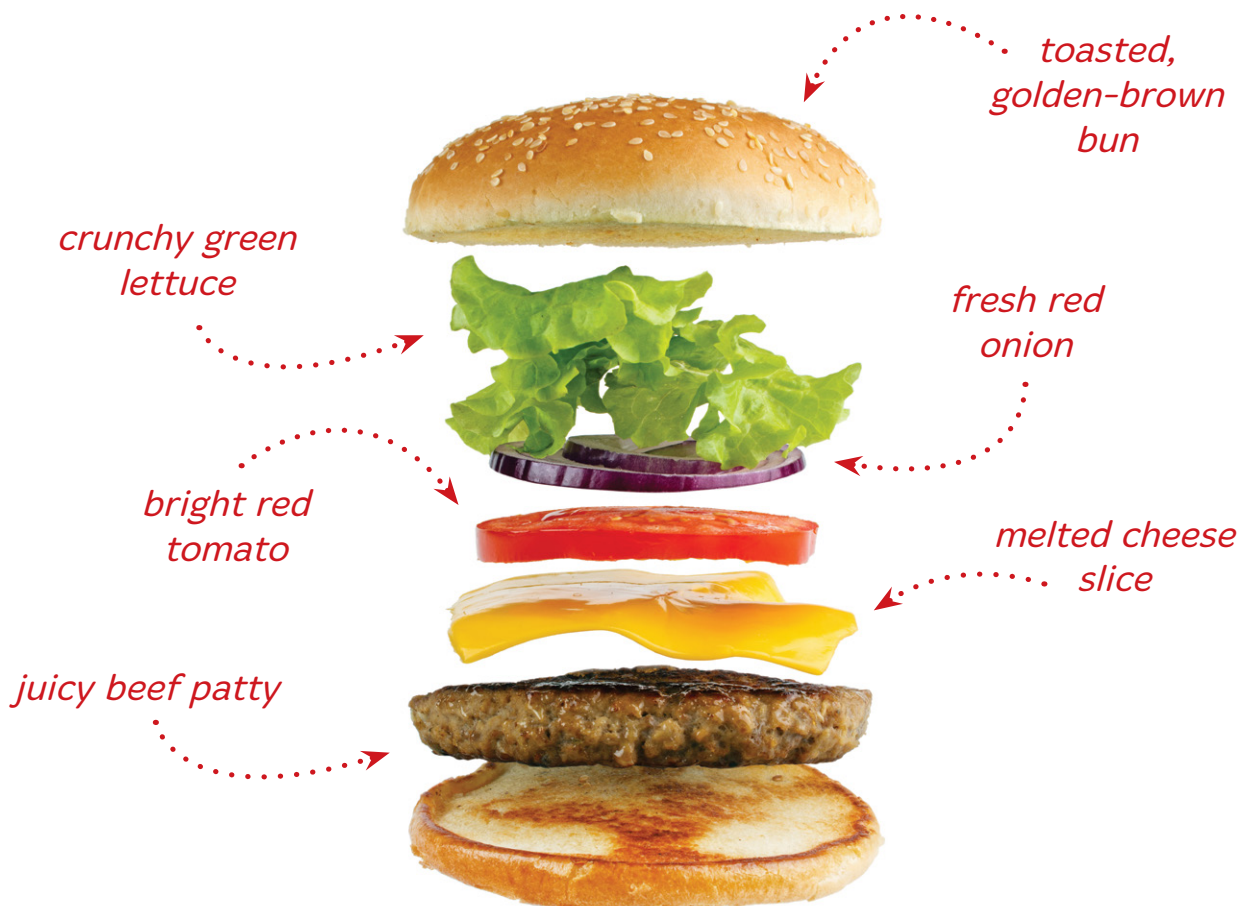 toasted,
golden-brown
bun
crunchy green
lettuce
fresh red
onion
bright red
tomato
melted cheese
slice
juicy beef patty